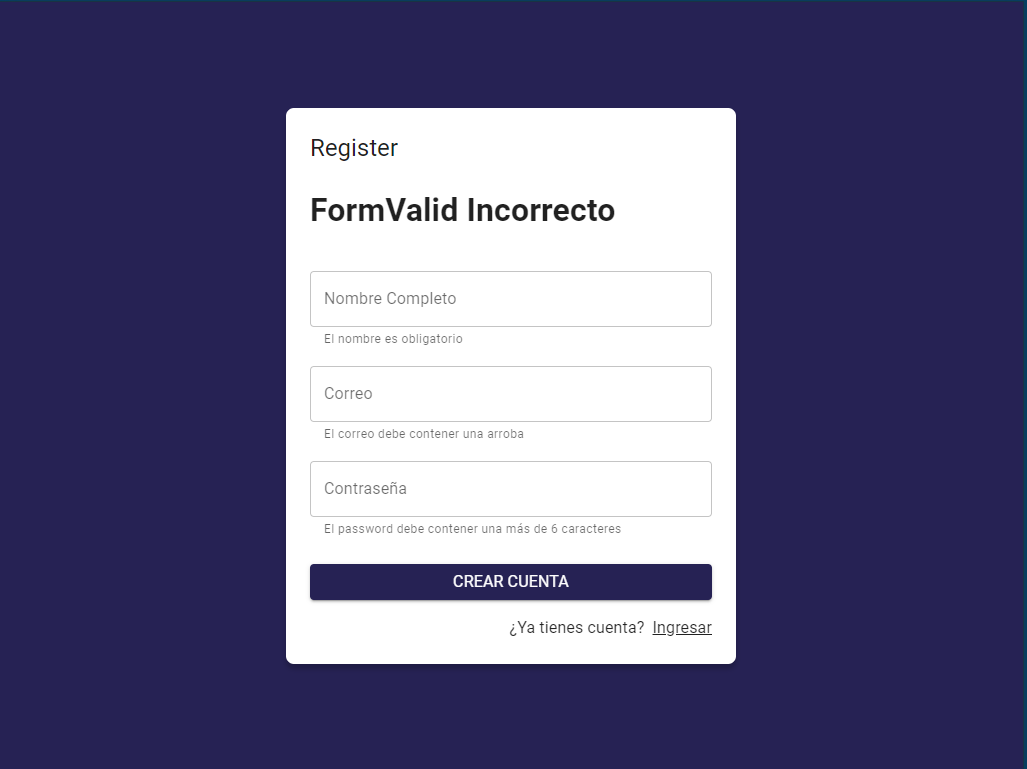 Register
FormValid Incorrecto
Nombre Completo
El nombre es obligatorio
Correo
El correo debe contener una arroba
Contraseña
El password debe contener una más de 6 caracteres
CREAR CUENTA
¿Ya tienes cuenta? Ingresar